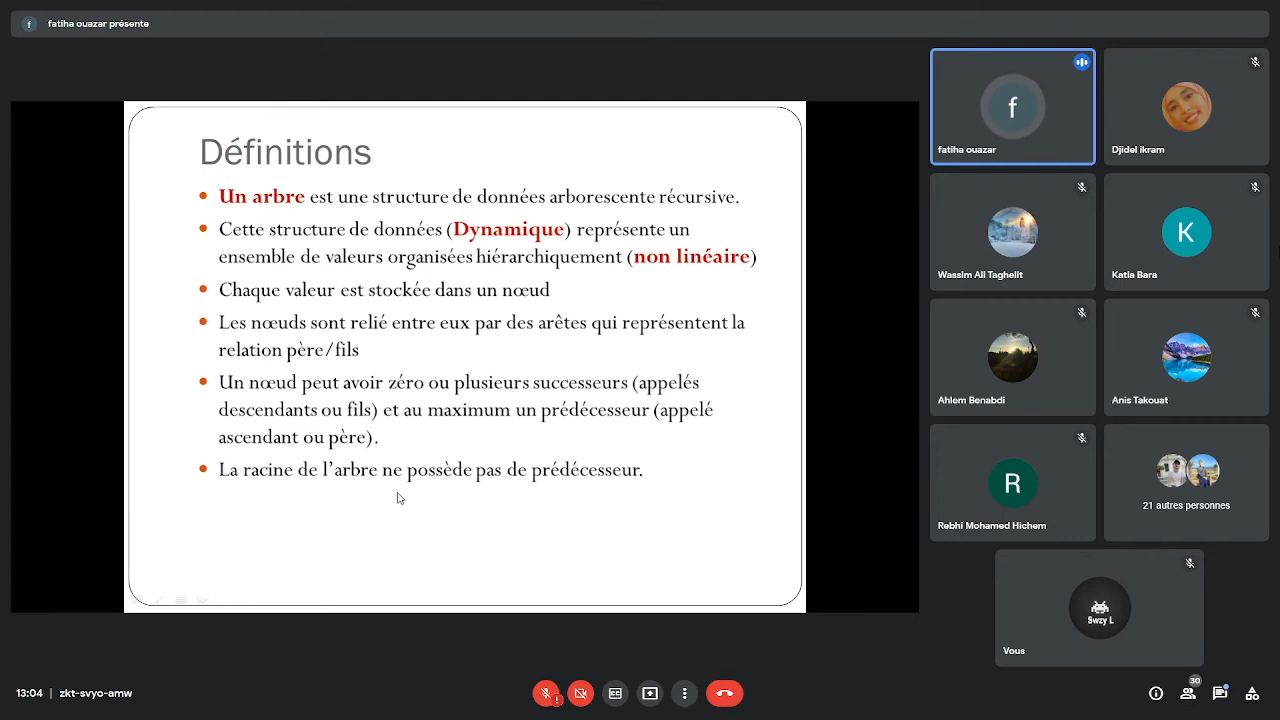 f fatiha ouazar présente
Définitions
• Un arbre est une structure de données arborescente récursive.
• Cette structure de données (Dynamique) représente un
ensemble de valeurs organisées hiérarchiquement (non linéaire)
• Chaque valeur est stockée dans un nœud
• Les nœuds sont relié entre eux par des arêtes qui représentent la
relation père/fils
• Un nœud peut avoir zéro ou plusieurs successeurs (appelés
descendants ou fils) et au maximum un prédécesseur (appelé
ascendant ou père).
• La racine de l’arbre ne possède pas de prédécesseur.
f
fatiha ouazar
Djidel ikram
Wassim Ali Taghelit
K
Katia Bara
Ahlem Benabdi
Anis Takouat
R
Rebhi Mohamed Hichem
21 autres personnes
Swzy L
Vous
13:04 | zkt-svyo-amw
30